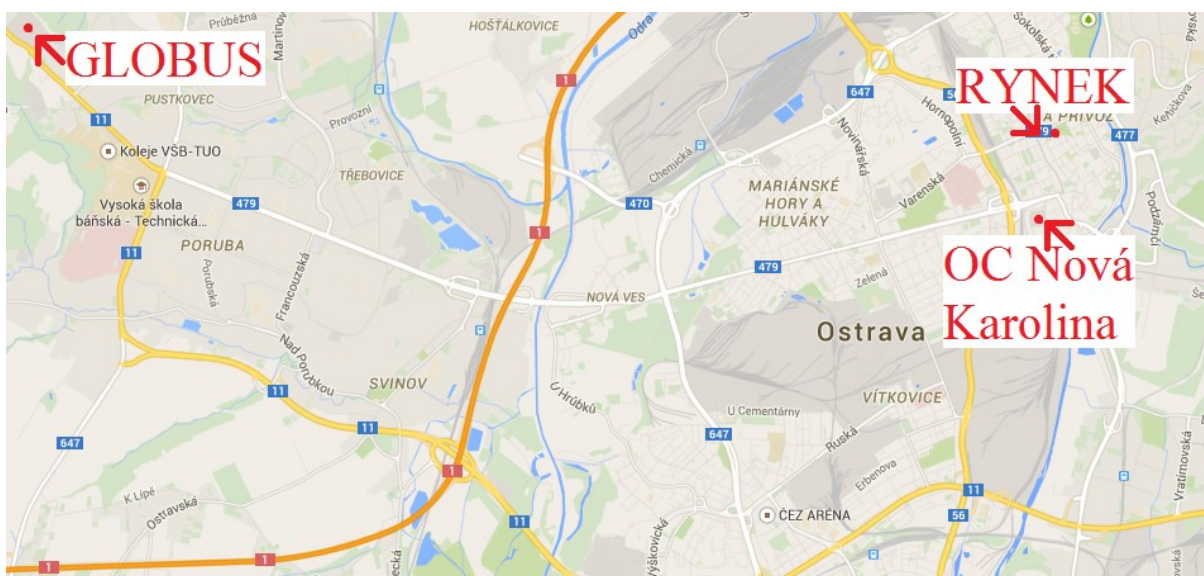 Průběžná
GLOBUS
Martinov
HOŠŤÁLKOVICE
Odra
1
Sokolská
RYNEK
56
647
479
A PŘÍVOZ
477
Hornopolní
PUSTKOVEC
11
Provozní
Koleje VŠB-TUO
TŘEBOVICE
Chemická
Novinářská
Vysoká škola
báňská - Technická...
479
470
MARIÁNSKÉ
HORY A
HULVÁKY
Varenská
Podzámčí
1
11
PORUBA
Porubská
Francouzská
OC Nová
Karolina
479
Zelená
NOVÁ VES
Ostrava
Nad Porubkou
SVINOV
11
U Hrůbků
VÍTKOVICE
U Cementárny
647
11
647
Ruská
Erbenova
1
K Lípě
Ostravská
11
11
56
ČEZ ARÉNA
Výškovická
Vratimovská
1
1